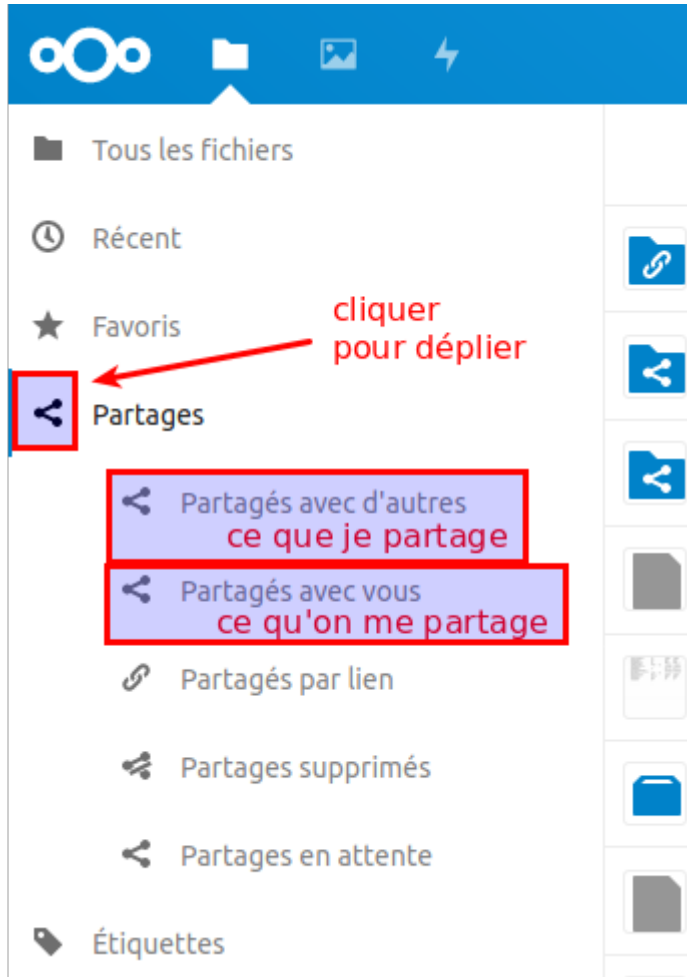 Tous les fichiers
Récent
Favoris
cliquer
pour déplier
Partages
Partagés avec d'autres
ce que je partage
Partagés avec vous
ce qu'on me partage
Partagés par lien
Partages supprimés
Partages en attente
Étiquettes